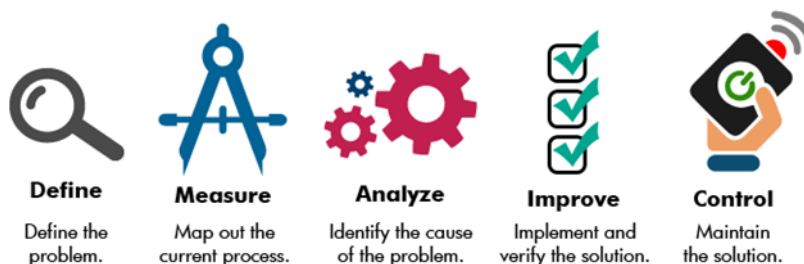 Define
Define the
problem.
Measure
Map out the
current process.
Analyze
Identify the cause
of the problem.
Improve
Implement and
verify the solution.
Control
Maintain
the solution.